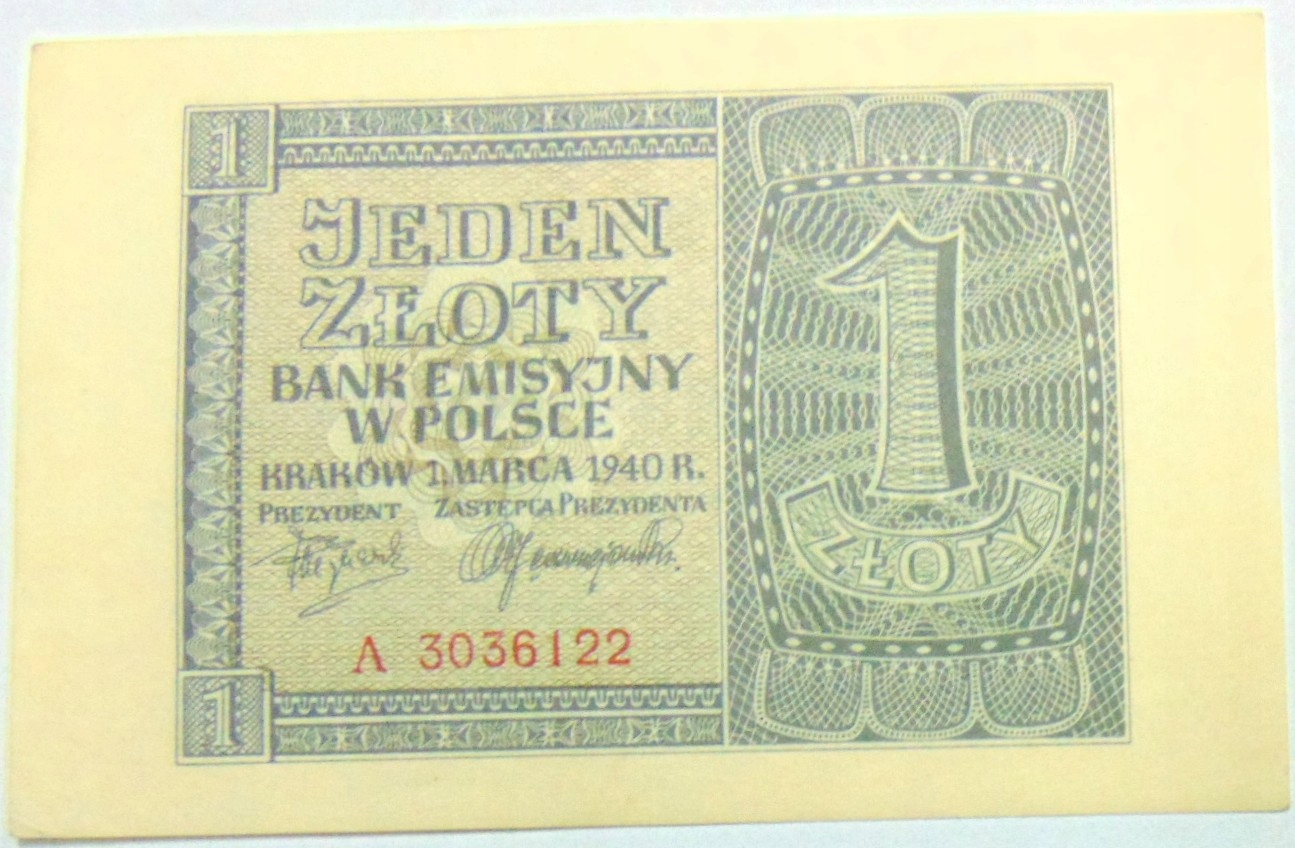 1
JEDEN
ZŁOTY
BANK EMISYJNY
W POLSCE
KRAKÓW 1. MARCA 1940 R.
PREZYDENT ZASTĘPCA PREZYDENTA
A 3036122
1
1
ZŁOTY